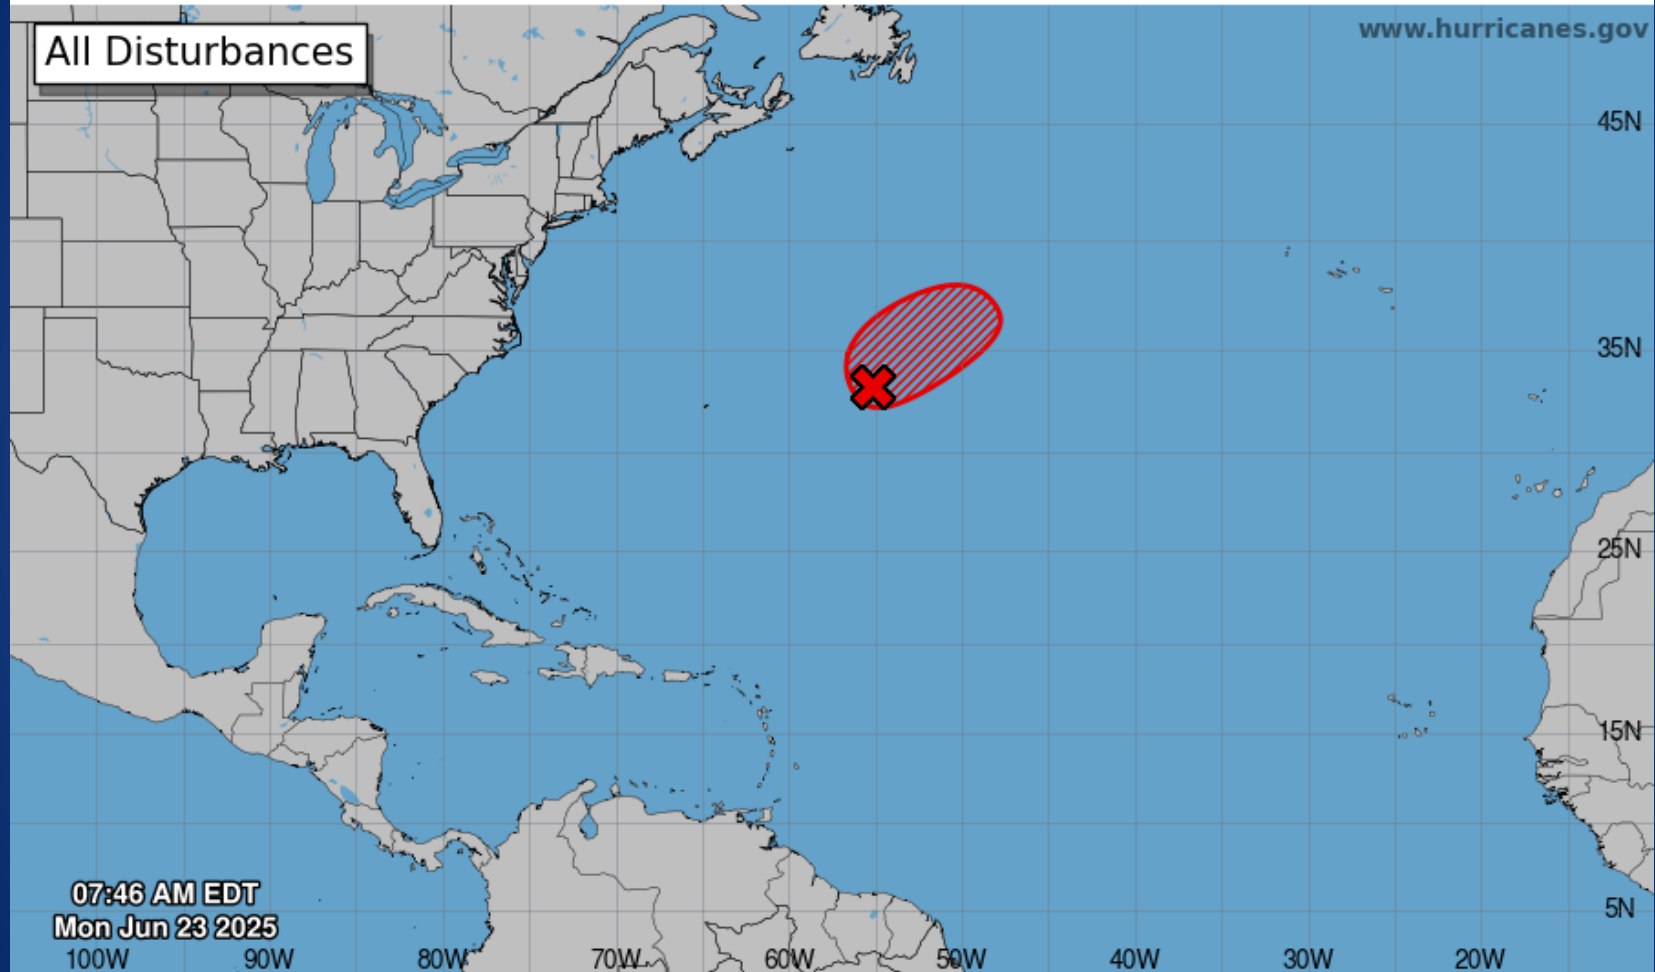 All Disturbances
www.hurricanes.gov
45N
35N
25N
15N
5N
07:46 AM EDT
Mon Jun 23 2025
100W 90W 80W 70W 60W 50W 40W 30W 20W